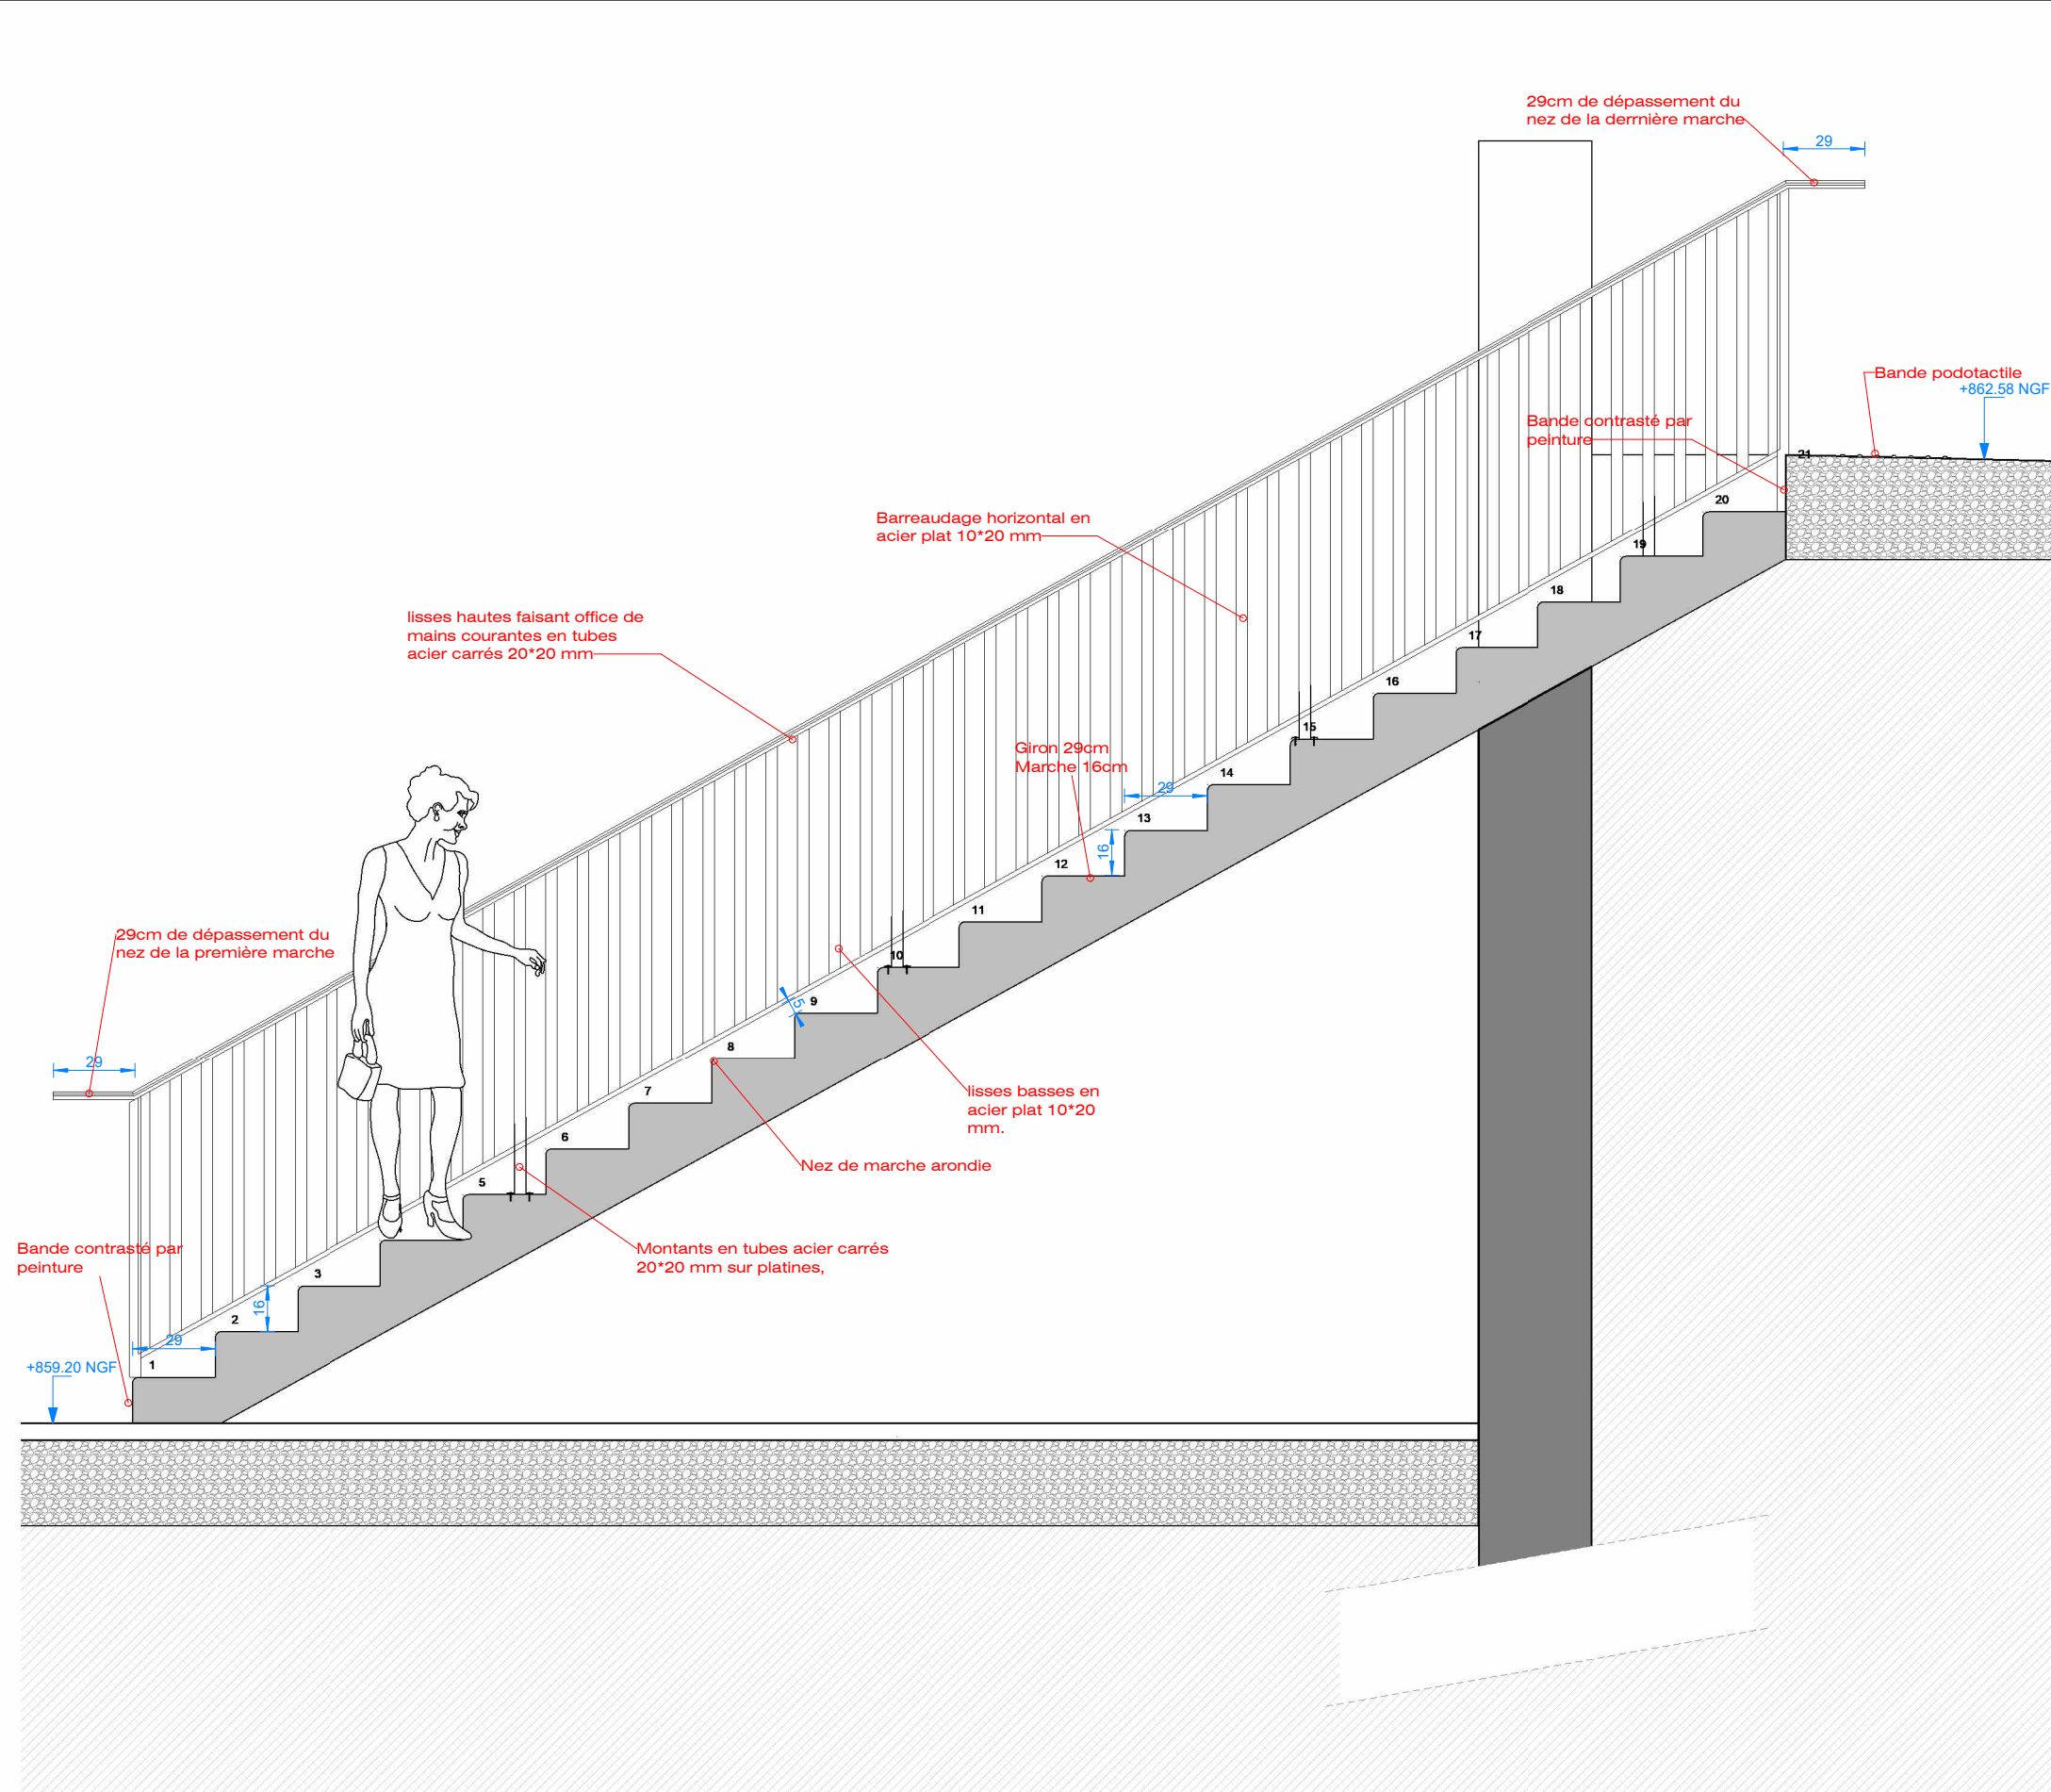 29cm de dépassement du
nez de la derrnière marche
29
Bande podotactile
+862.58 NGF
Bande contrasté par
peinture
21
20
Barreaudage horizontal en
acier plat 10*20 mm
19
18
lisses hautes faisant office de
mains courantes en tubes
acier carrés 20*20 mm
17
16
15
Giron 29cm
Marche 16cm
14
29
13
16
12
11
29cm de dépassement du
nez de la première marche
10
9
5
8
29
7
lisses basses en
acier plat 10*20
mm.
6
Nez de marche arondie
5
Bande contrasté par
peinture
Montants en tubes acier carrés
20*20 mm sur platines,
3
16
2
29
1
+859.20 NGF